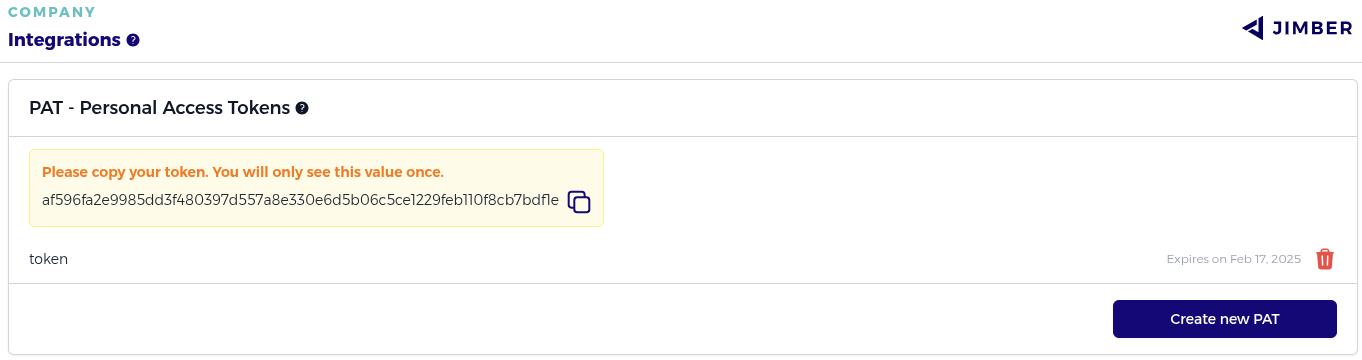 COMPANY
Integrations
JIMBER
PAT - Personal Access Tokens
Please copy your token. You will only see this value once.
af596fa2e9985dd3f480397d557a8e330e6d5b06c5ce1229feb110f8cb7bdf1e
token
Expires on Feb 17, 2025
Create new PAT